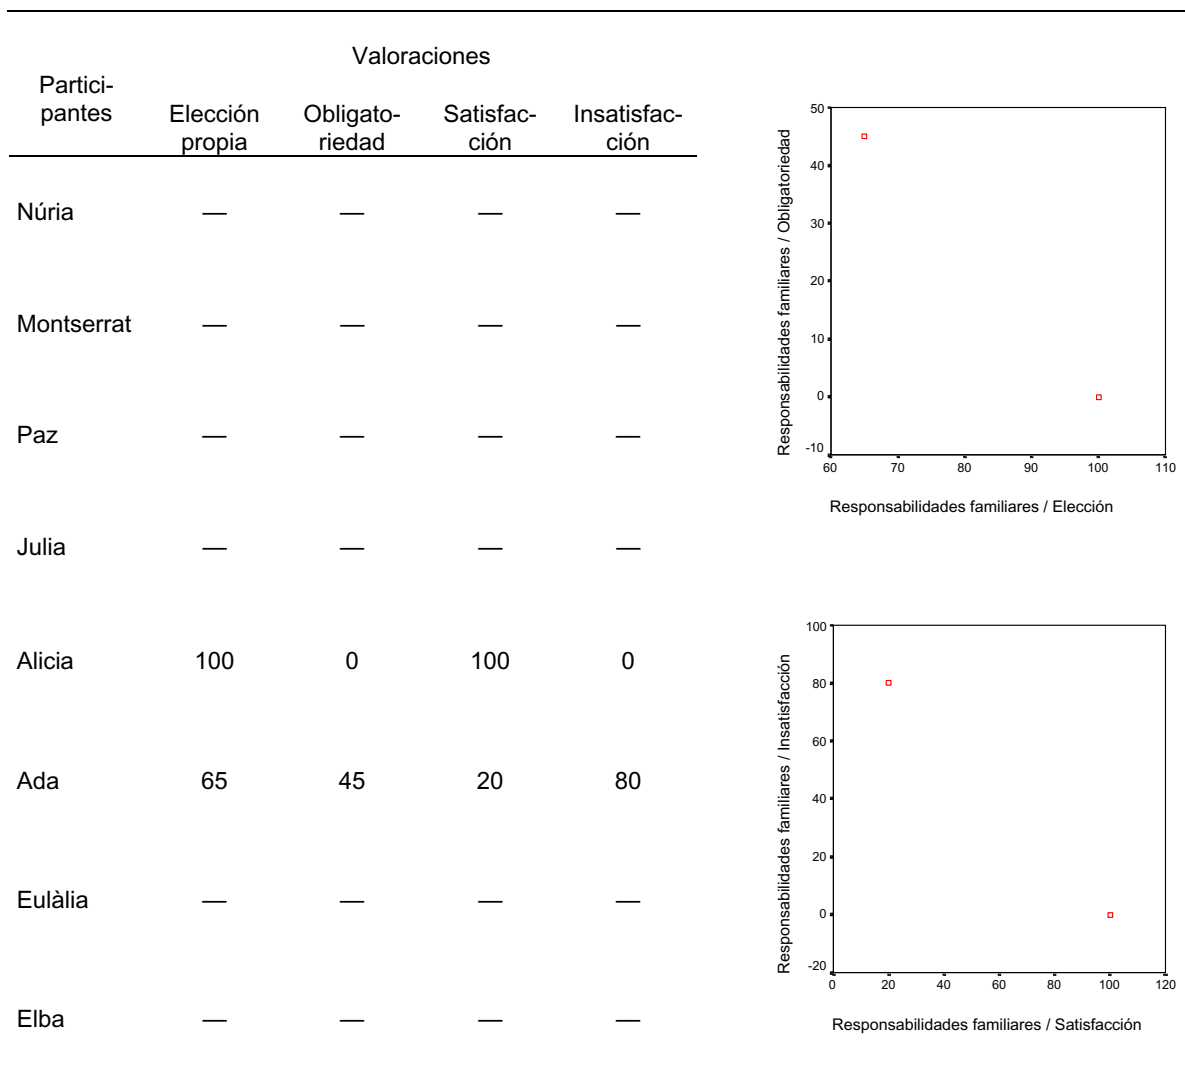 Valoraciones
Partici-
pantes
Elección
propia
Obligato-
riedad
Satisfac-
ción
Insatisfac-
ción
Núria — — — —
Montserrat — — — —
Paz — — — —
Julia — — — —
Alicia 100 0 100 0
Ada 65 45 20 80
Eulàlia — — — —
Elba — — — —
Responsabilidades familiares / Obligatoriedad
50
40
30
20
10
0
-10
60 70 80 90 100 110
Responsabilidades familiares / Elección
Responsabilidades familiares / Insatisfacción
100
80
60
40
20
0
-20
0 20 40 60 80 100 120
Responsabilidades familiares / Satisfacción